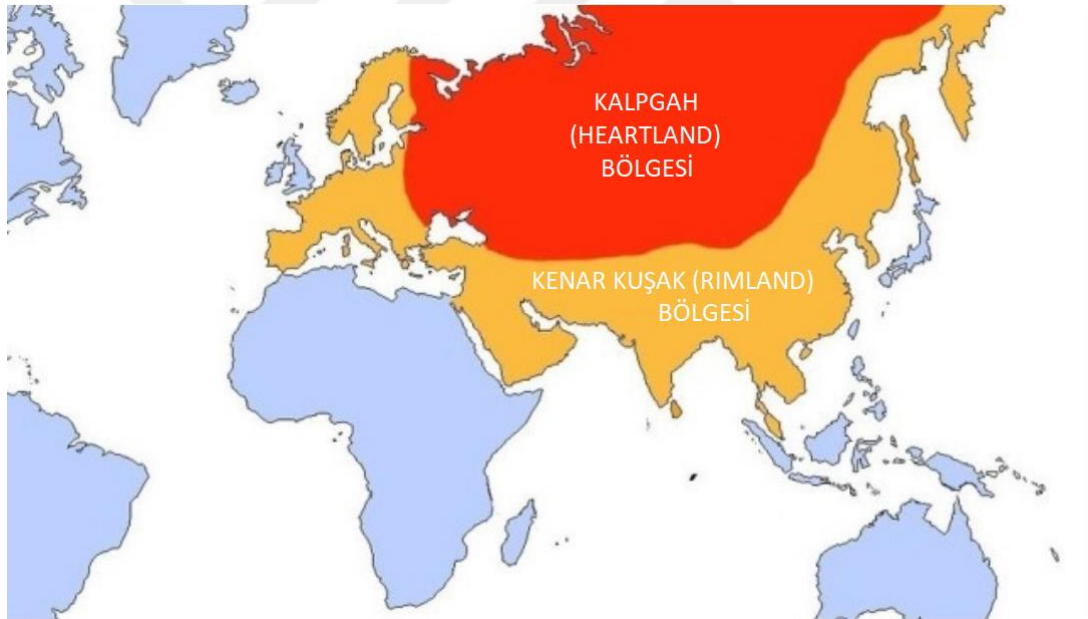 KALPGAH
(HEARTLAND)
BÖLGESİ
KENAR KUŞAK (RIMLAND)
BÖLGESİ